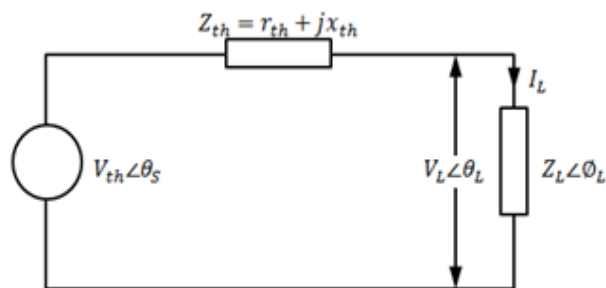 Z_th = r_th + jx_th
I_L
V_th∠θ_S
V_L∠θ_L
Z_L∠∅_L